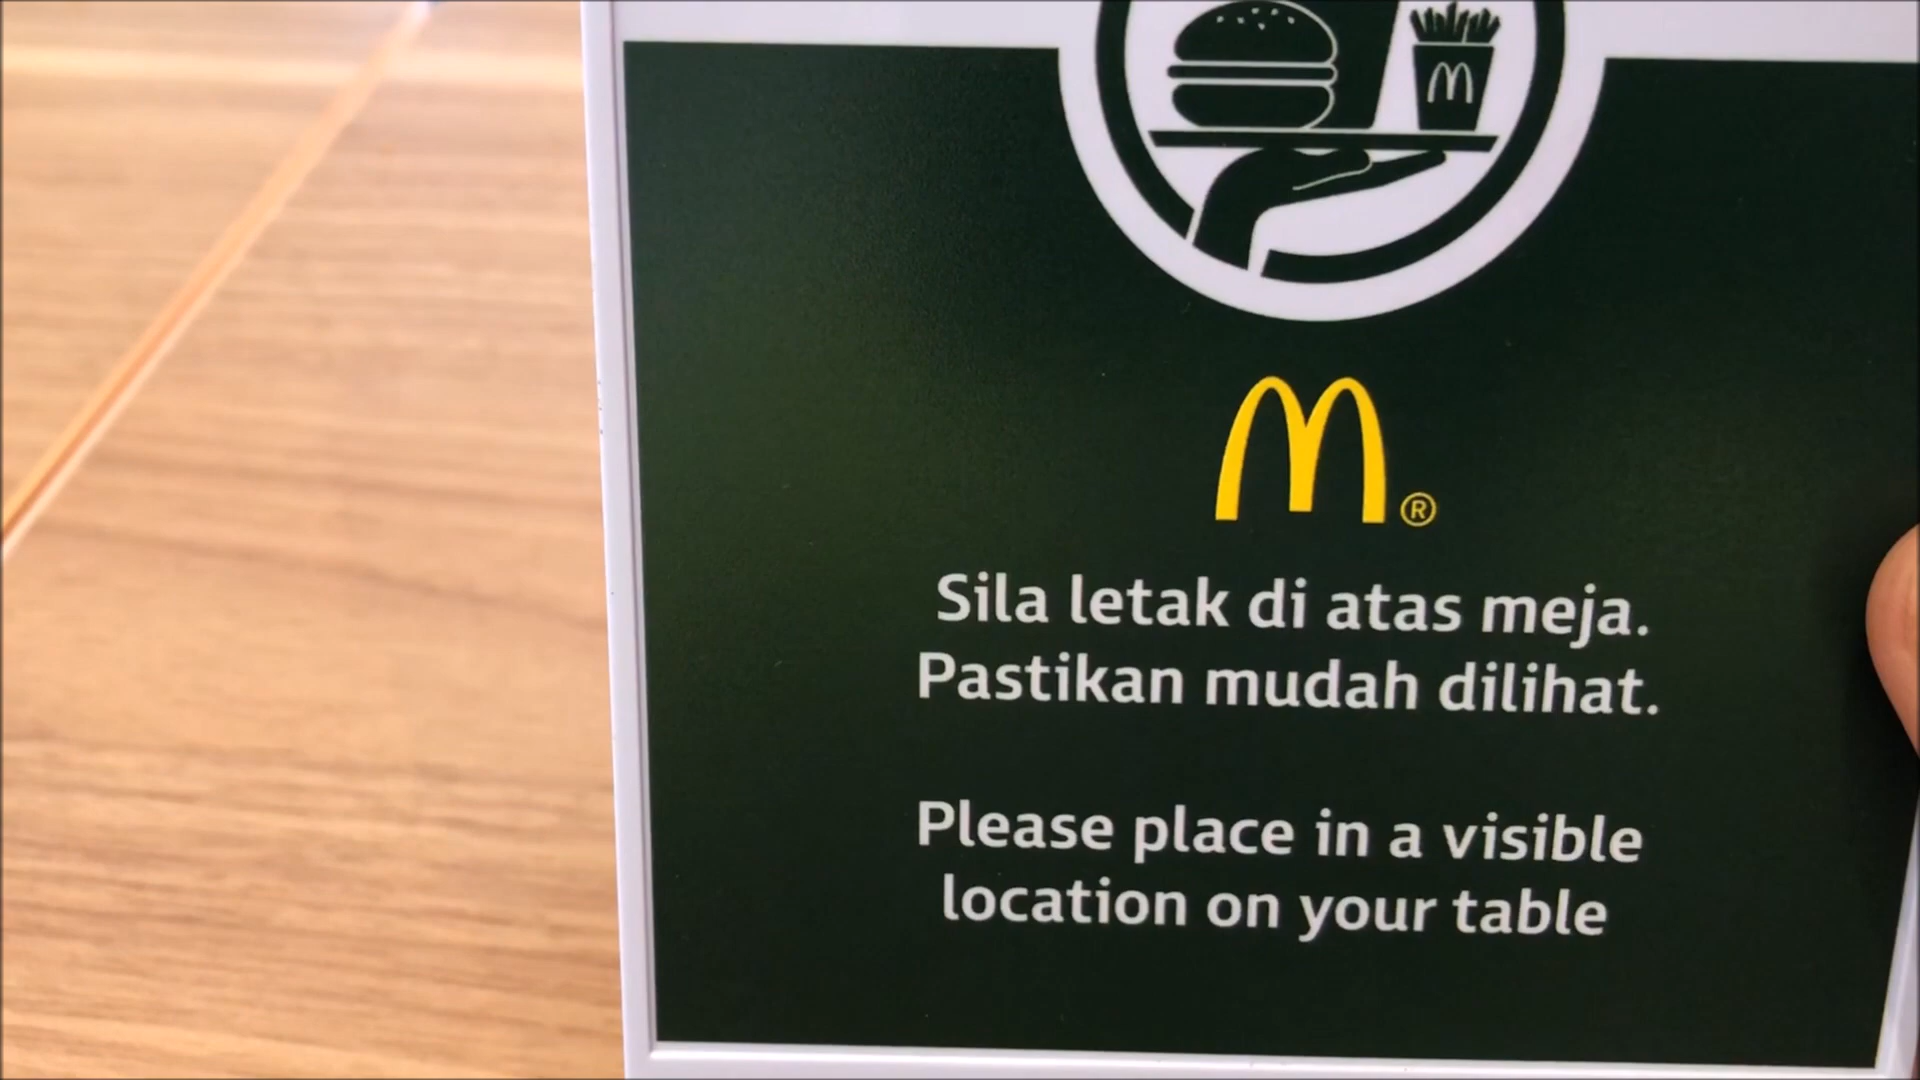 M
M®
Sila letak di atas meja.
Pastikan mudah dilihat.
Please place in a visible
location on your table